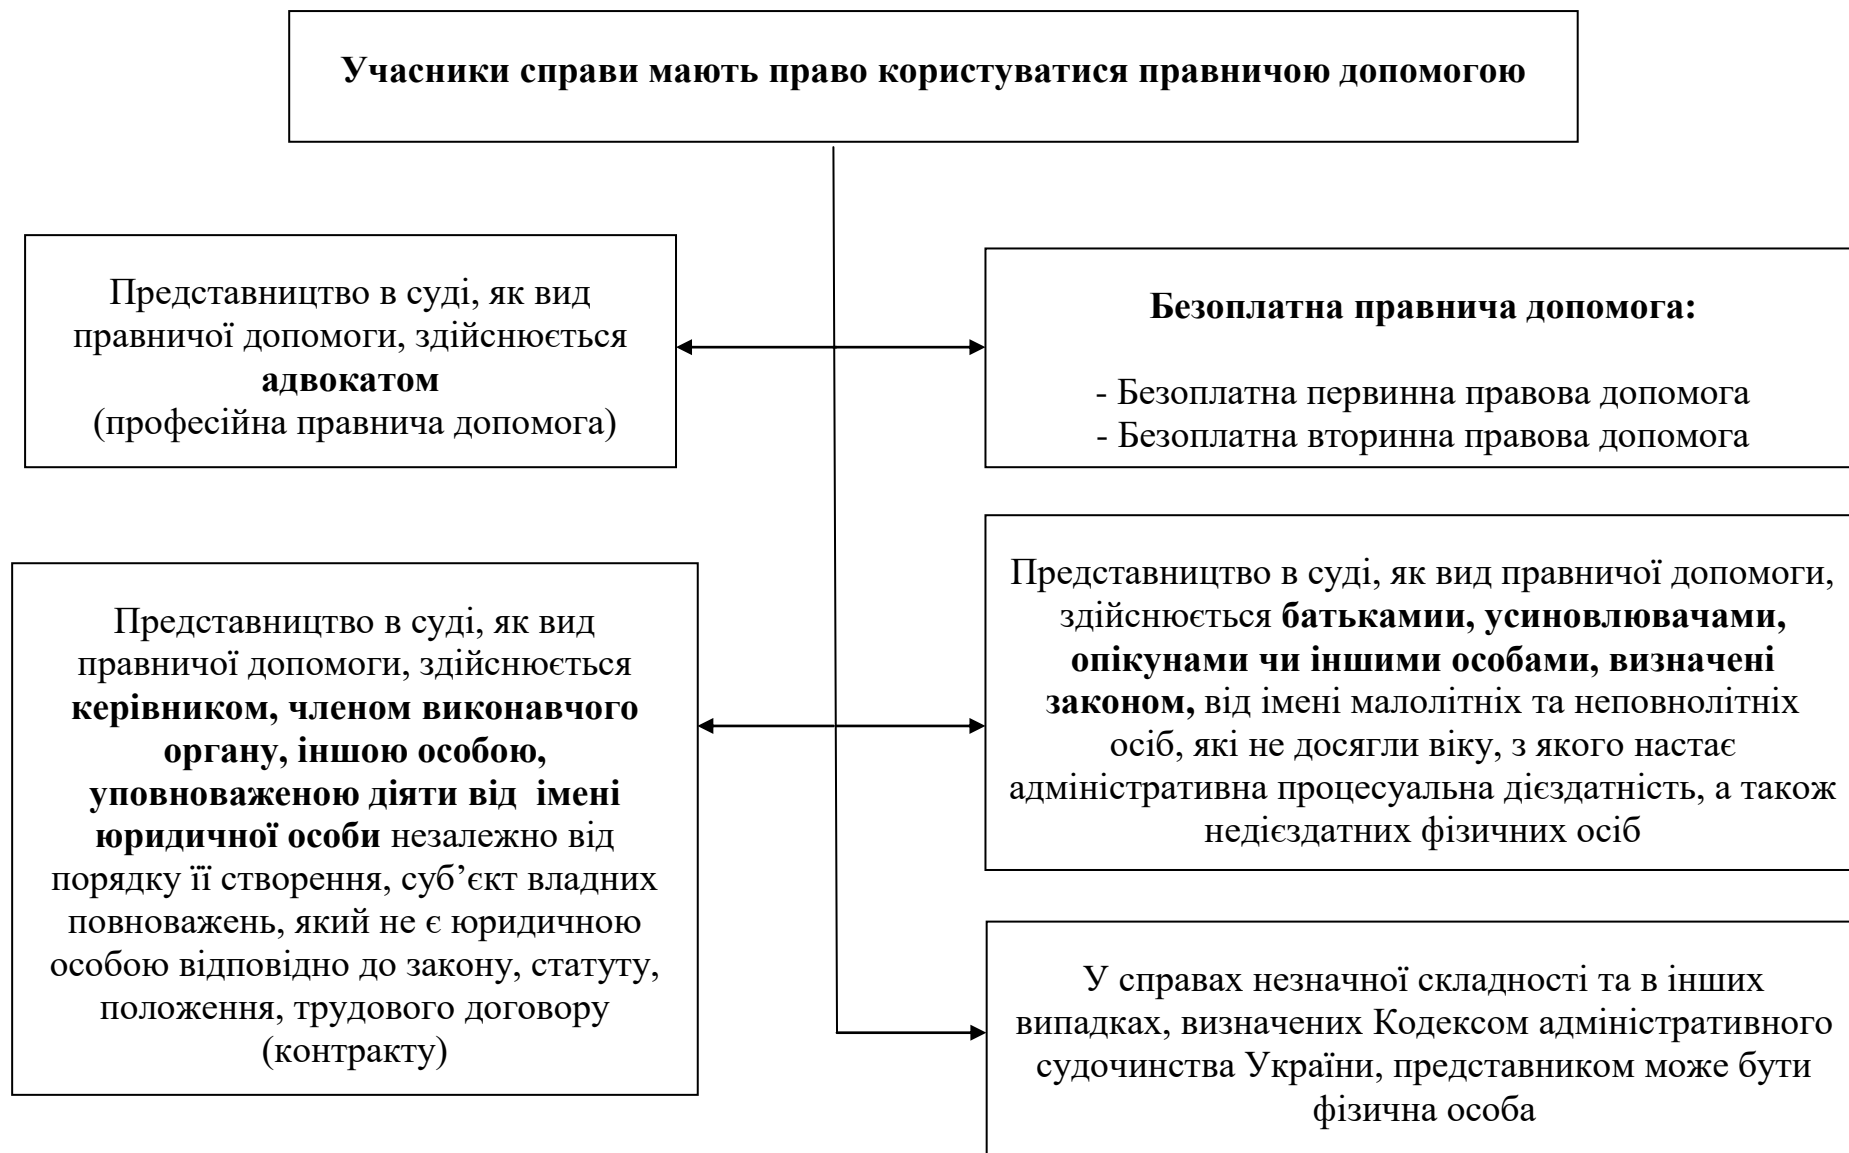 Учасники справи мають право користуватися правничою допомогою
Представництво в суді, як вид
правничої допомоги, здійснюється
адвокатом
(професійна правнича допомога)
Безоплатна правнича допомога:
- Безоплатна первинна правова допомога
- Безоплатна вторинна правова допомога
Представництво в суді, як вид
правничої допомоги, здійснюється
керівником, членом виконавчого
органу, іншою особою,
уповноваженою діяти від імені
юридичної особи незалежно від
порядку її створення, суб’єкт владних
повноважень, який не є юридичною
особою відповідно до закону, статуту,
положення, трудового договору
(контракту)
Представництво в суді, як вид правничої допомоги,
здійснюється батькамии, усиновлювачами,
опікунами чи іншими особами, визначені
законом, від імені малолітніх та неповнолітніх
осіб, які не досягли віку, з якого настає
адміністративна процесуальна дієздатність, а також
недієздатних фізичних осіб
У справах незначної складності та в інших
випадках, визначених Кодексом адміністративного
судочинства України, представником може бути
фізична особа